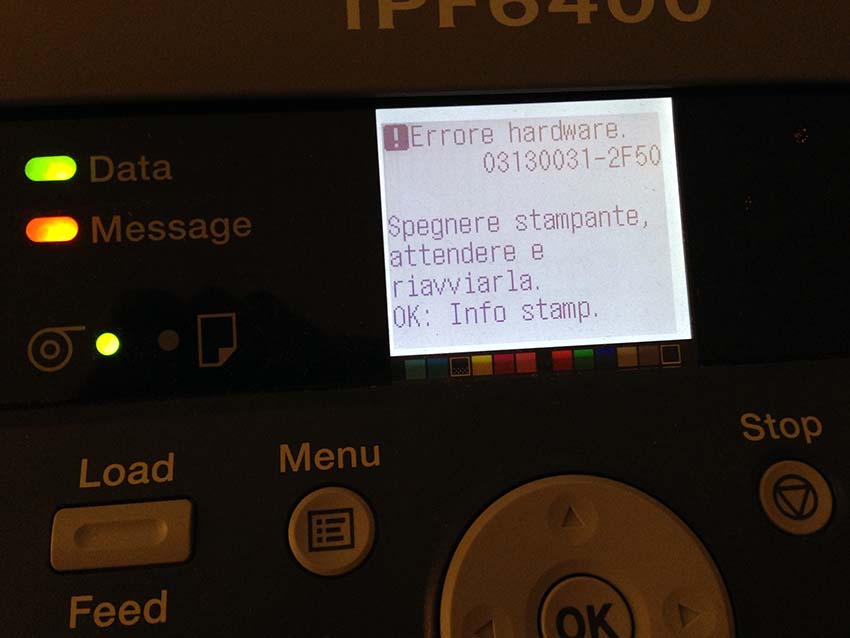 iPF6400
! Errore hardware.
03130031-2F50
Data
Message
Spegnere stampante,
attendere e
riavviarla.
OK: Info stamp.
Load
Menu
Stop
Feed
OK